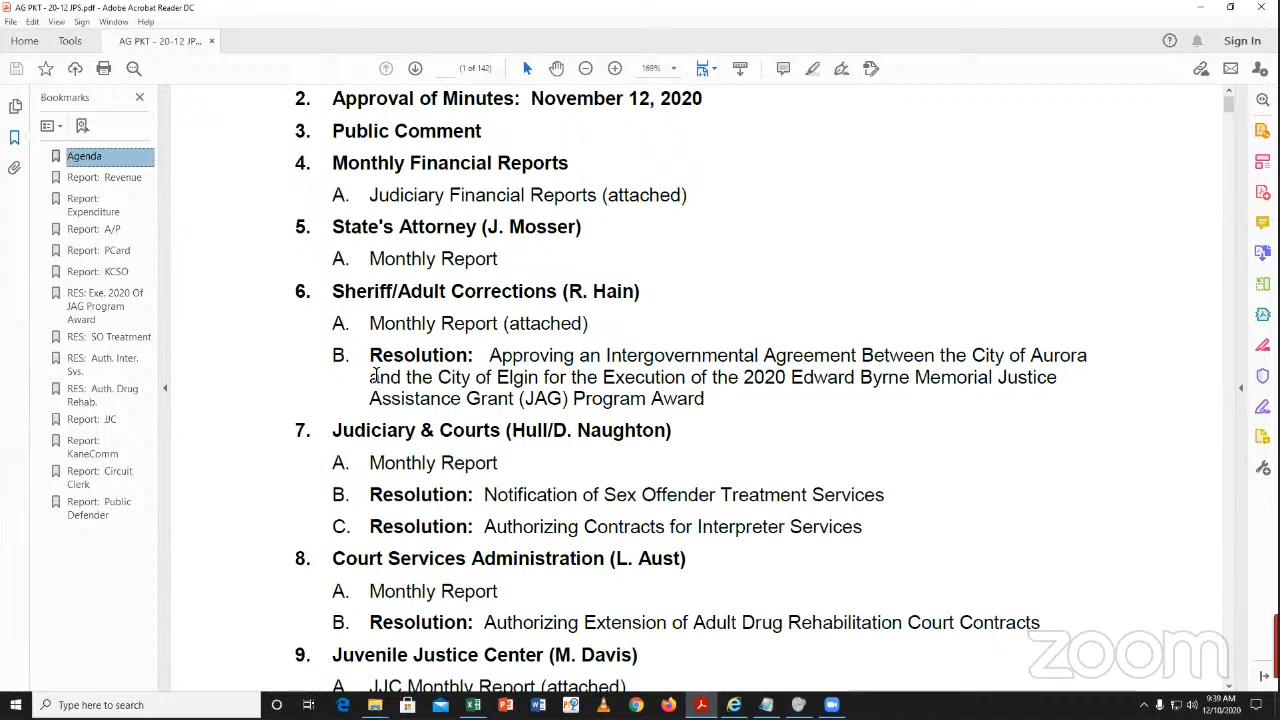 AG PKT - 20-12 JPS.pdf - Adobe Acrobat Reader DC
File Edit View Sign Window Help
Home Tools AG PKT - 20-12 JP... × Sign In
(1 of 142) 169%
Bookmarks
Agenda
Report: Revenue
Report:
Expenditure
Report: A/P
Report: PCard
Report: KCSO
RES: Exe. 2020 Of
JAG Program
Award
RES: SO Treatment
RES: Auth. Inter.
Svs.
RES: Auth. Drug
Rehab.
Report: JJC
Report:
KaneComm
Report: Circuit
Clerk
Report: Public
Defender
2. Approval of Minutes: November 12, 2020
3. Public Comment
4. Monthly Financial Reports
A. Judiciary Financial Reports (attached)
5. State's Attorney (J. Mosser)
A. Monthly Report
6. Sheriff/Adult Corrections (R. Hain)
A. Monthly Report (attached)
B. Resolution: Approving an Intergovernmental Agreement Between the City of Aurora
and the City of Elgin for the Execution of the 2020 Edward Byrne Memorial Justice
Assistance Grant (JAG) Program Award
7. Judiciary & Courts (Hull/D. Naughton)
A. Monthly Report
B. Resolution: Notification of Sex Offender Treatment Services
C. Resolution: Authorizing Contracts for Interpreter Services
8. Court Services Administration (L. Aust)
A. Monthly Report
B. Resolution: Authorizing Extension of Adult Drug Rehabilitation Court Contracts
9. Juvenile Justice Center (M. Davis)
A. JJC Monthly Report (attached)
zoom
Type here to search
9:39 AM
12/10/2020